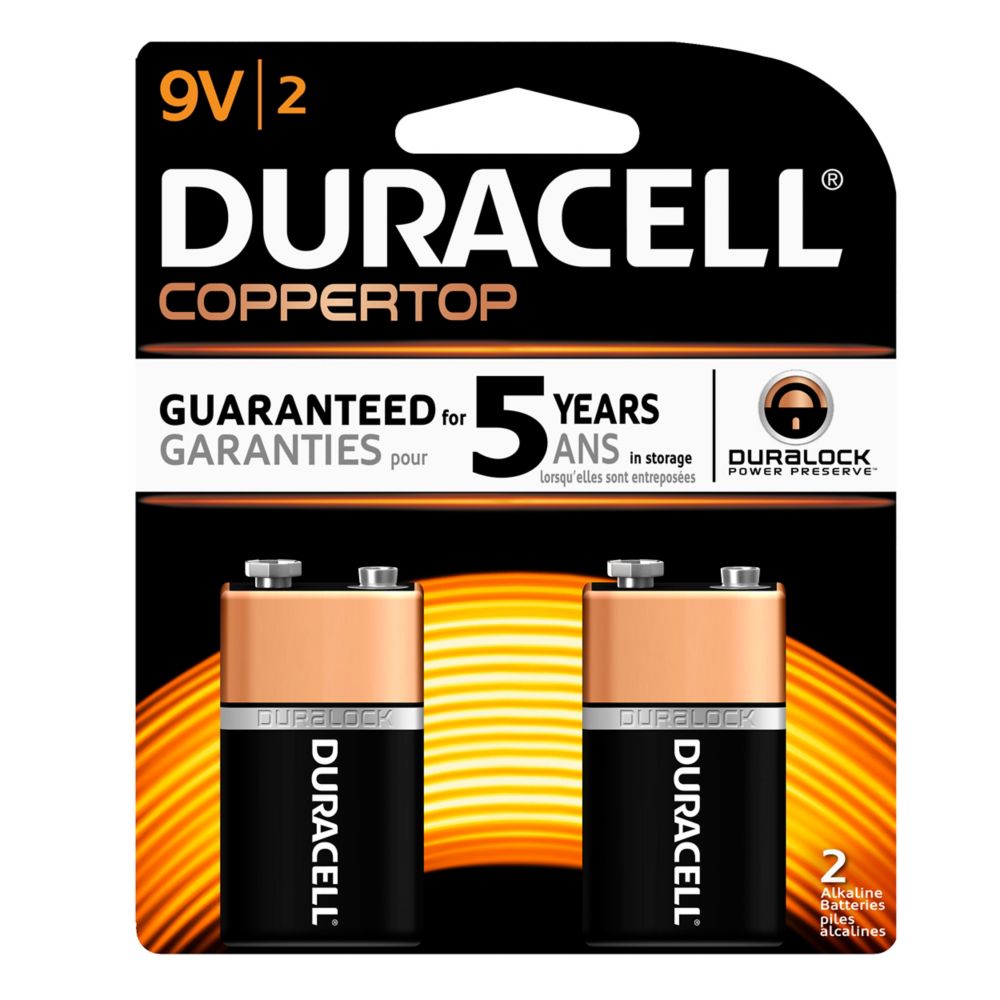 9V | 2
DURACELL®
COPPERTOP
GUARANTEED for 5 YEARS
GARANTIES pour ANS in storage
lorsqu'elles sont entreposées
DURALOCK
POWER PRESERVE™
DURALOCK
DURACELL®
DURALOCK
DURACELL®
2
Alkaline
Batteries
piles
alcalines